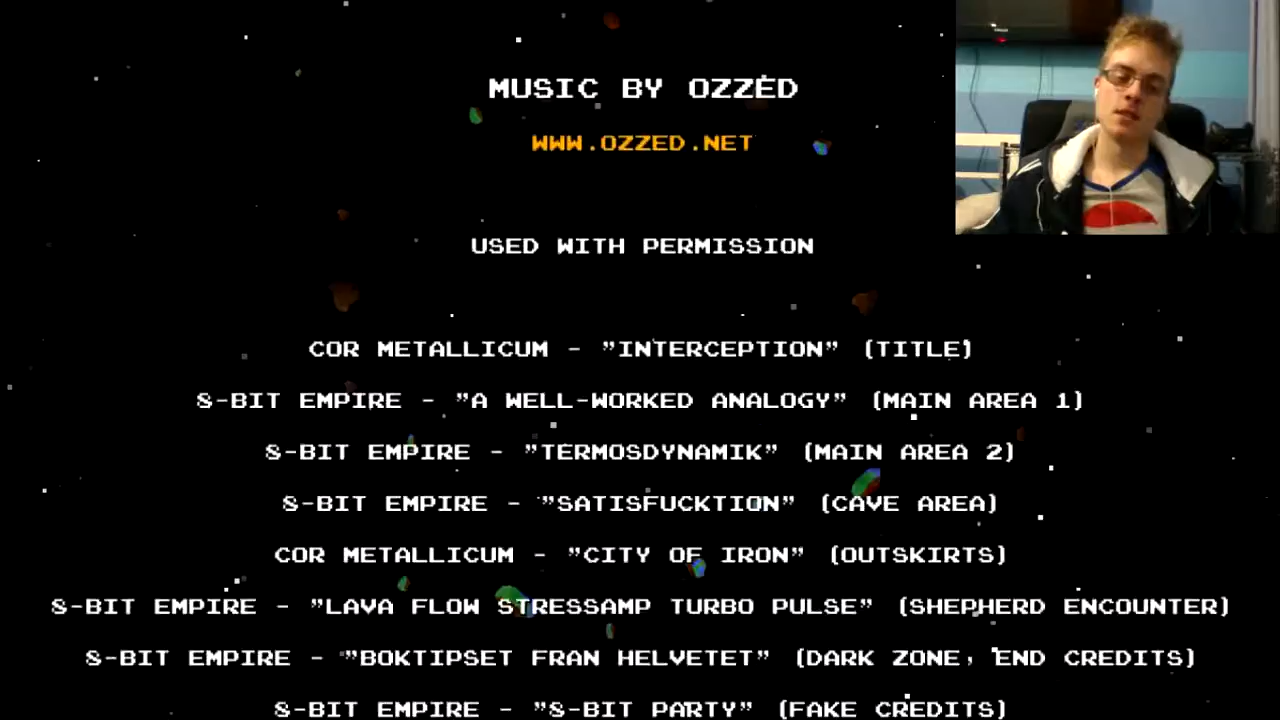 MUSIC BY OZZED
WWW.OZZED.NET
USED WITH PERMISSION
COR METALLICUM - "INTERCEPTION" (TITLE)
8-BIT EMPIRE - "A WELL-WORKED ANALOGY" (MAIN AREA 1)
8-BIT EMPIRE - "TERMOSDYNAMIK" (MAIN AREA 2)
8-BIT EMPIRE - "SATISFUCKTION" (CAVE AREA)
COR METALLICUM - "CITY OF IRON" (OUTSKIRTS)
8-BIT EMPIRE - "LAVA FLOW STRESSAMP TURBO PULSE" (SHEPHERD ENCOUNTER)
8-BIT EMPIRE - "BOKTIPSET FRAN HELVETET" (DARK ZONE, END CREDITS)
8-BIT EMPIRE - "8-BIT PARTY" (FAKE CREDITS)